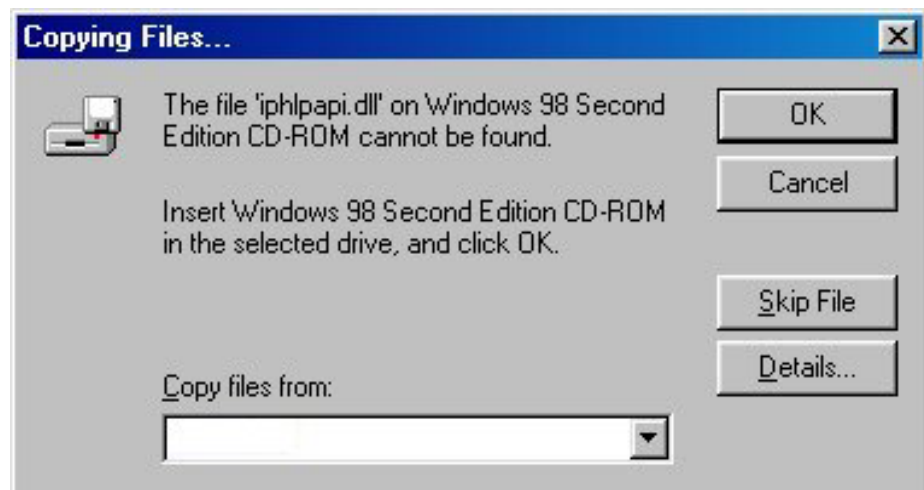 Copying Files...
The file 'iphlpapi.dll' on Windows 98 Second
Edition CD-ROM cannot be found.
Insert Windows 98 Second Edition CD-ROM
in the selected drive, and click OK.
Copy files from:
OK
Cancel
Skip File
Details...